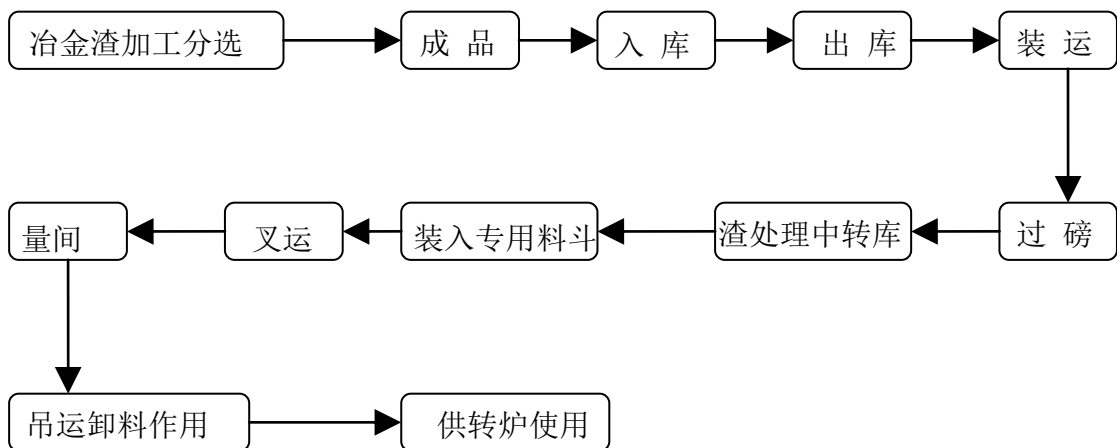 冶金渣加工分选
成 品
入 库
出 库
装 运
过 磅
渣处理中转库
装入专用料斗
叉运
量间
吊运卸料作用
供转炉使用